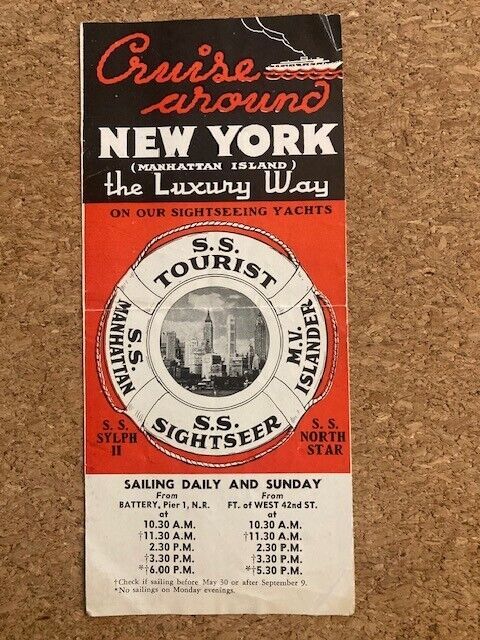 Cruise
around
NEW YORK
(MANHATTAN ISLAND)
the Luxury Way
ON OUR SIGHTSEEING YACHTS
S.S.
TOURIST
S.S.
MANHATTAN
M.V.
ISLANDER
S.S.
SIGHTSEER
S. S.
SYLPH
II
S. S.
NORTH
STAR
SAILING DAILY AND SUNDAY
From
BATTERY, Pier 1, N.R.
at
10.30 A.M.
†11.30 A.M.
2.30 P.M.
†3.30 P.M.
*†6.00 P.M.
From
FT. of WEST 42nd ST.
at
10.30 A.M.
†11.30 A.M.
2.30 P.M.
†3.30 P.M.
*†5.30 P.M.
†Check if sailing before May 30 or after September 9.
*No sailings on Monday evenings.